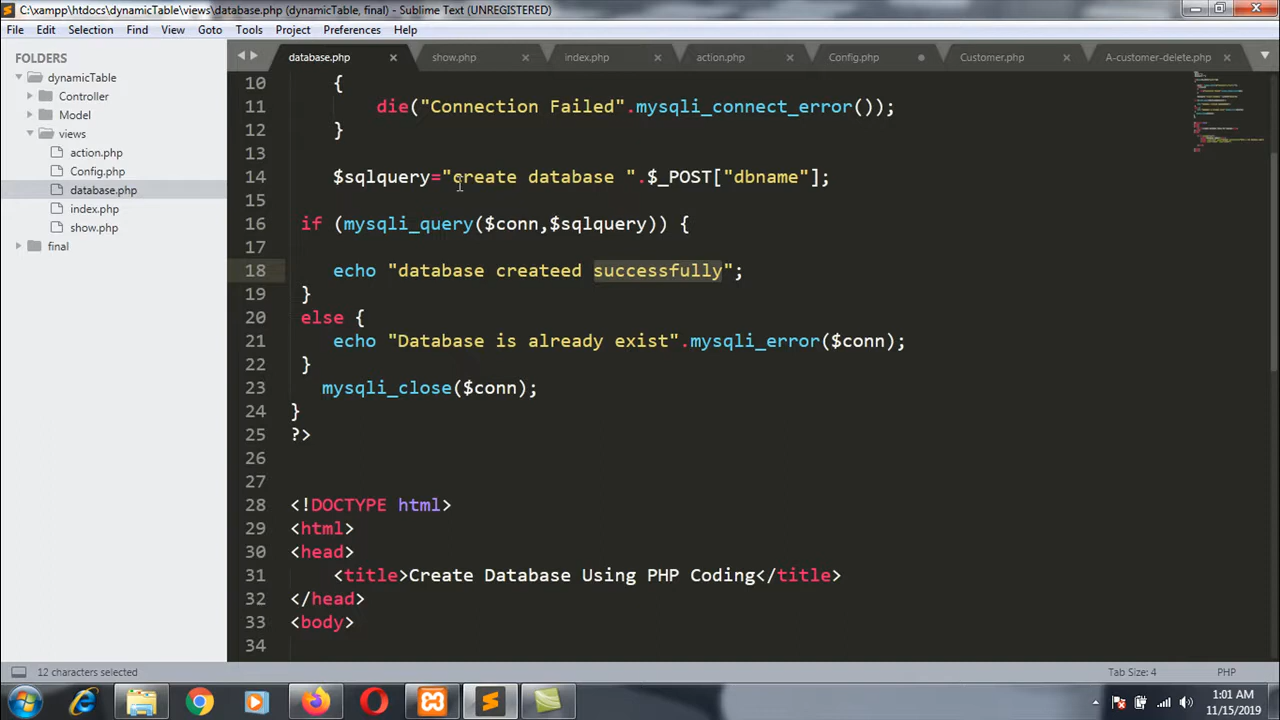 C:\xampp\htdocs\dynamicTable\views\database.php (dynamicTable, final) - Sublime Text (UNREGISTERED)
File Edit Selection Find View Goto Tools Project Preferences Help
FOLDERS
dynamicTable
Controller
Model
views
action.php
Config.php
database.php
index.php
show.php
final
database.php show.php index.php action.php Config.php Customer.php A-customer-delete.php
10 {
11 die("Connection Failed".mysqli_connect_error());
12 }
13
14 $sqlquery="create database ".$_POST["dbname"];
15
16 if (mysqli_query($conn,$sqlquery)) {
17
18 echo "database createed successfully";
19 }
20 else {
21 echo "Database is already exist".mysqli_error($conn);
22 }
23 mysqli_close($conn);
24 }
25 ?>
26
27
28 <!DOCTYPE html>
29 <html>
30 <head>
31 <title>Create Database Using PHP Coding</title>
32 </head>
33 <body>
34
12 characters selected Tab Size: 4 PHP
1:01 AM
11/15/2019